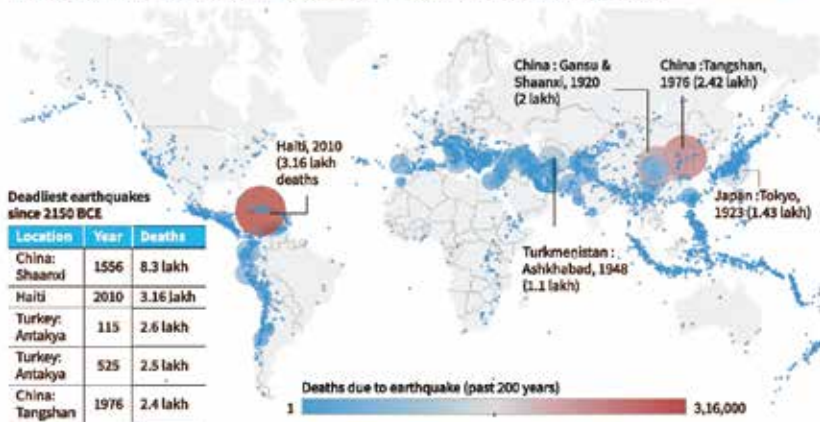 China : Gansu &
Shaanxi, 1920
(2 lakh)
China :Tangshan,
1976 (2.42 lakh)
Haiti, 2010
(3.16 lakh
deaths
Japan :Tokyo,
1923 (1.43 lakh)
Turkmenistan :
Ashkhabad, 1948
(1.1 lakh)
Deadliest earthquakes
since 2150 BCE
Location Year Deaths
China:
Shaanxi 1556 8.3 lakh
Haiti 2010 3.16 lakh
Turkey:
Antakya 115 2.6 lakh
Turkey:
Antakya 525 2.5 lakh
China:
Tangshan 1976 2.4 lakh
Deaths due to earthquake (past 200 years)
1 3,16,000